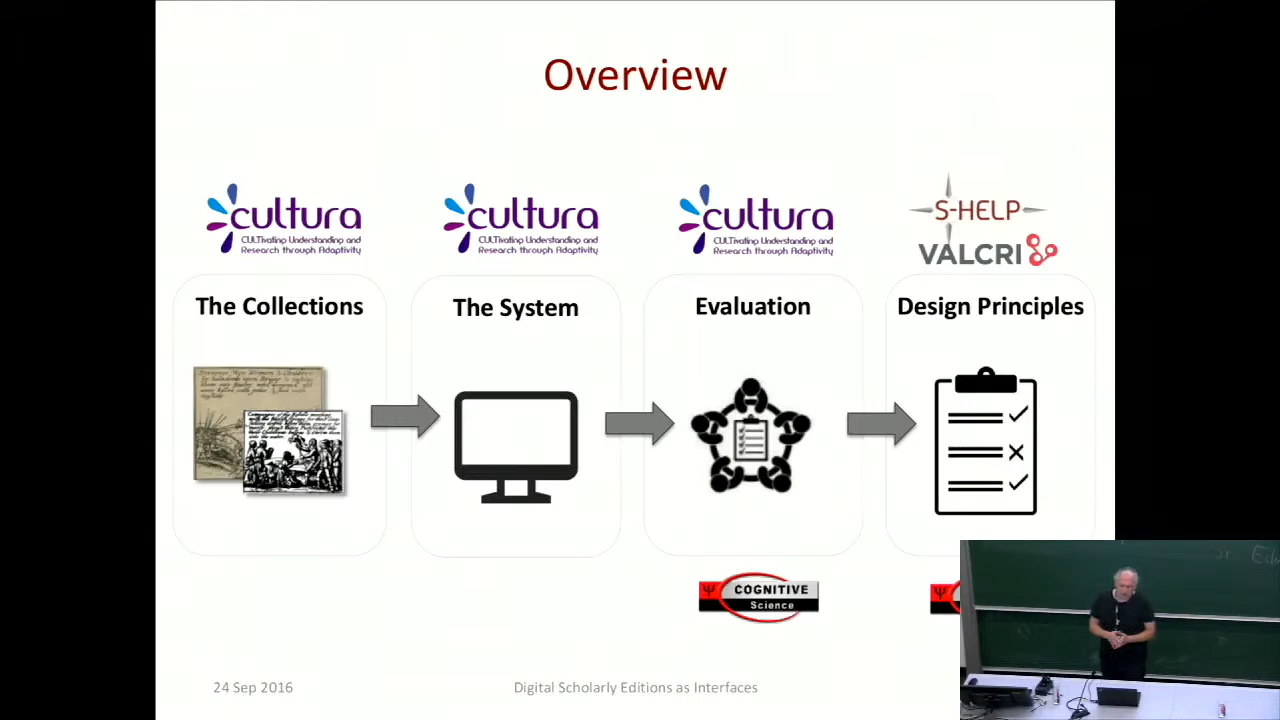 Overview
cultura
CULTivating Understanding and
Research through Adaptivity
cultura
CULTivating Understanding and
Research through Adaptivity
cultura
CULTivating Understanding and
Research through Adaptivity
S-HELP
VALCRI
The Collections
The System
Evaluation
Design Principles
Ψ COGNITIVE
Science
Ψ
24 Sep 2016
Digital Scholarly Editions as Interfaces